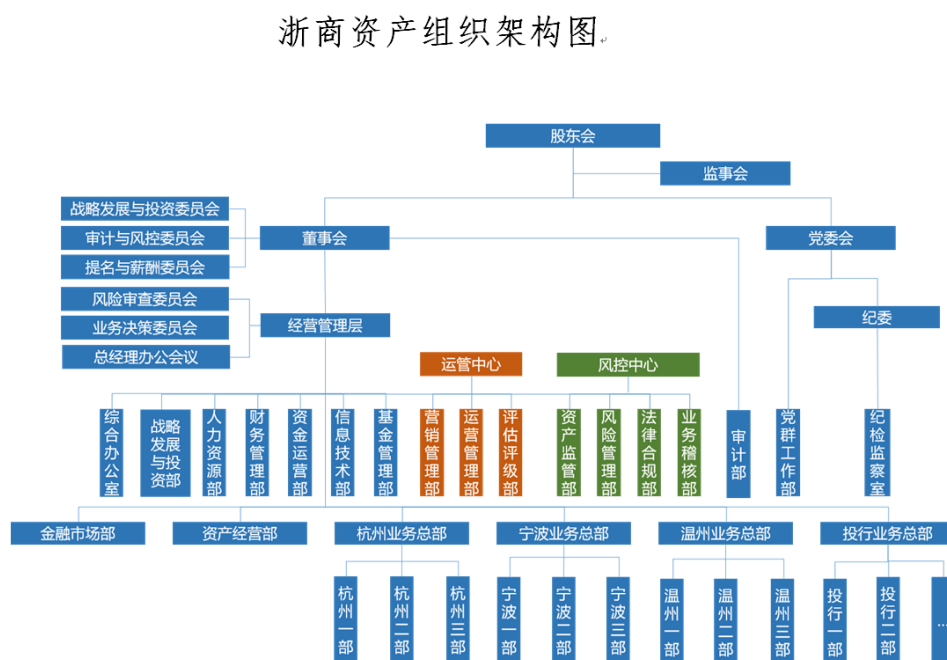 浙商资产组织架构图
股东会
监事会
战略发展与投资委员会
审计与风控委员会
提名与薪酬委员会
董事会
党委会
风险审查委员会
业务决策委员会
总经理办公会议
经营管理层
纪委
运管中心
风控中心
综合办公室
战略发展与投资部
人力资源部
财务管理部
资金运营部
信息技术部
基金管理部
营销管理部
运营管理部
评估评级部
资产监管部
风险管理部
法律合规部
业务稽核部
审计部
党群工作部
纪检监察室
金融市场部
资产经营部
杭州业务总部
宁波业务总部
温州业务总部
投行业务总部
杭州一部
杭州二部
杭州三部
宁波一部
宁波二部
宁波三部
温州一部
温州二部
温州三部
投行一部
投行二部
...